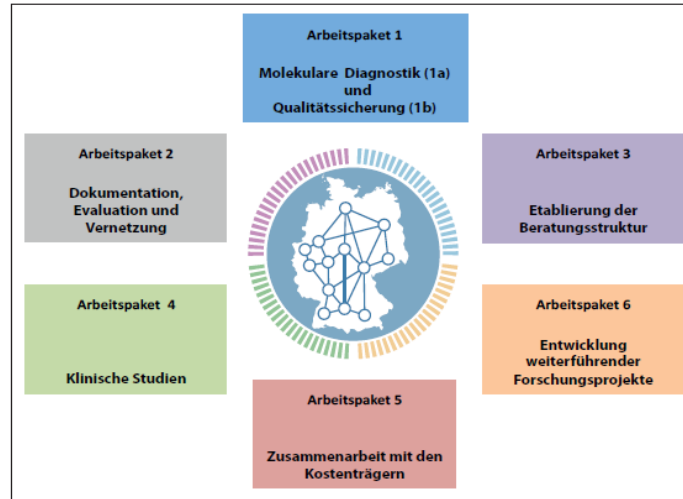 Arbeitspaket 1
Molekulare Diagnostik (1a)
und
Qualitätssicherung (1b)
Arbeitspaket 2
Dokumentation,
Evaluation und
Vernetzung
Arbeitspaket 3
Etablierung der
Beratungsstruktur
Arbeitspaket 4
Klinische Studien
Arbeitspaket 6
Entwicklung
weiterführender
Forschungsprojekte
Arbeitspaket 5
Zusammenarbeit mit den
Kostenträgern